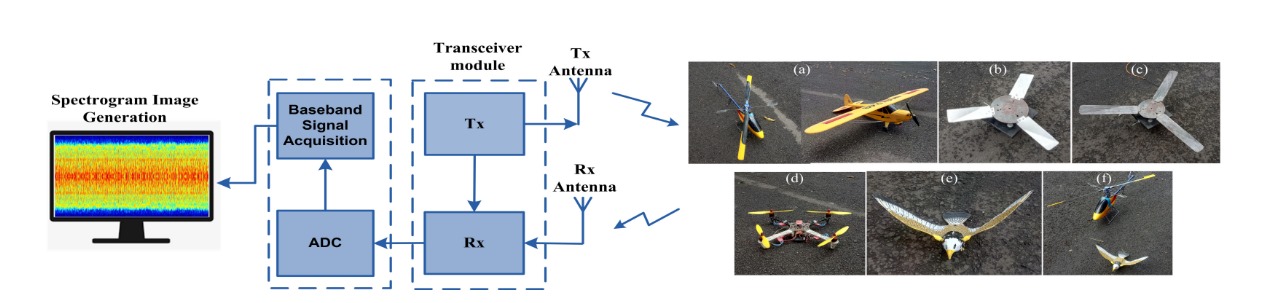 Spectrogram Image
Generation
Baseband
Signal
Acquisition
ADC
Transceiver
module
Tx
Rx
Tx
Antenna
Rx
Antenna
(a)
(b)
(c)
(d)
(e)
(f)